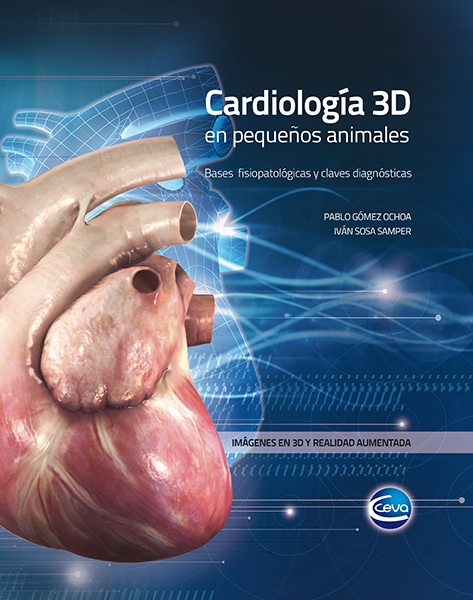 Cardiología 3D
en pequeños animales
Bases fisiopatológicas y claves diagnósticas
PABLO GÓMEZ OCHOA
IVÁN SOSA SAMPER
IMÁGENES EN 3D Y REALIDAD AUMENTADA
ceva